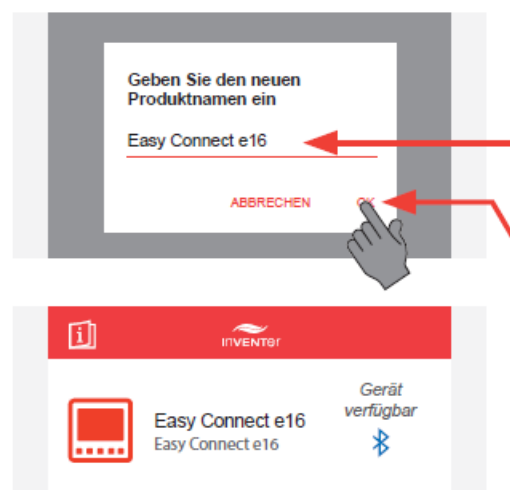 Geben Sie den neuen
Produktnamen ein
Easy Connect e16
ABBRECHEN OK
i
inVENTer
Gerät
verfügbar
Easy Connect e16
Easy Connect e16